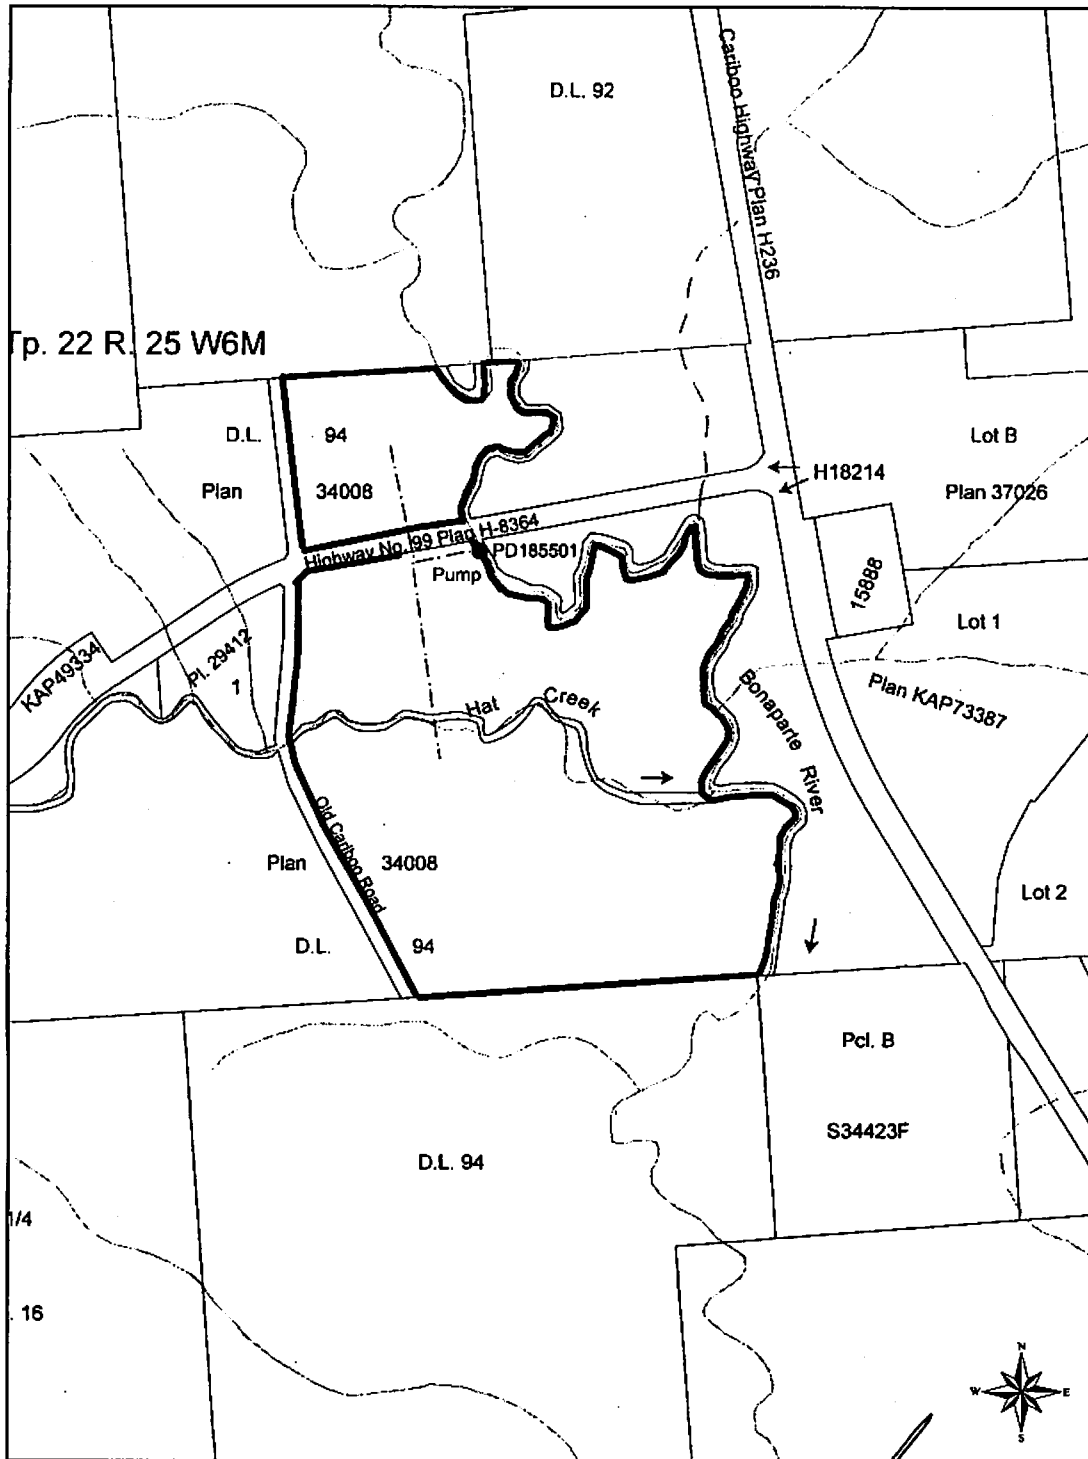 D.L. 92
Cariboo Highway Plan H236
Tp. 22 R. 25 W6M
D.L. 94
Lot B
H18214
Plan 34008
Plan 37026
Highway No. 99 Plan H-8364
PD185501
Pump
15888
Lot 1
KAP49334
Pl. 29412
1
Plan KAP73387
Hat Creek
Bonaparte River
Old Cariboo Road
Plan 34008
Lot 2
D.L. 94
Pcl. B
S34423F
D.L. 94
1/4
. 16
N
W E
S